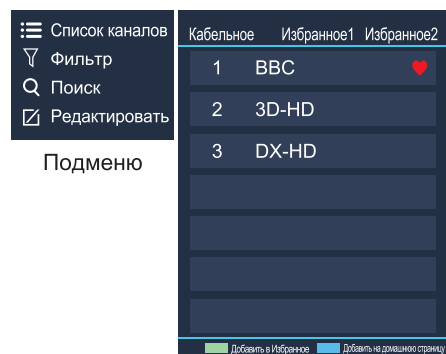 Список каналов
Фильтр
Поиск
Редактировать
Подменю
Кабельное Избранное1 Избранное2
1 BBC
2 3D-HD
3 DX-HD
Добавить в Избранное Добавить на домашнюю страницу